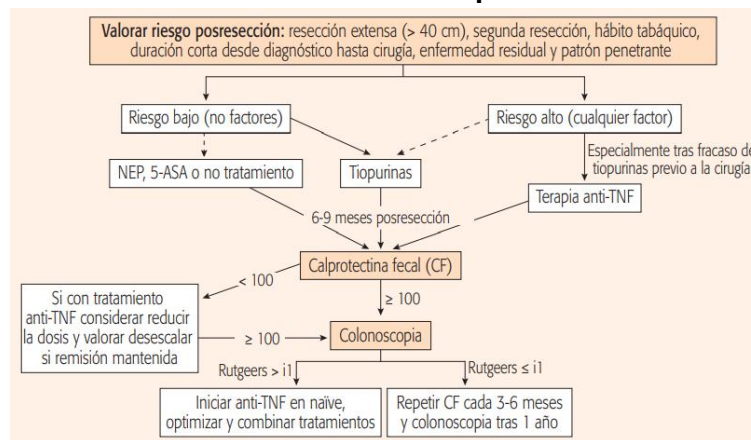 Valorar riesgo posresección: resección extensa (> 40 cm), segunda resección, hábito tabáquico,
duración corta desde diagnóstico hasta cirugía, enfermedad residual y patrón penetrante
Riesgo bajo (no factores)
Riesgo alto (cualquier factor)
Especialmente tras fracaso de
tiopurinas previo a la cirugía
NEP, 5-ASA o no tratamiento
Tiopurinas
Terapia anti-TNF
6-9 meses posresección
Calprotectina fecal (CF)
< 100
≥ 100
Si con tratamiento
anti-TNF considerar reducir
la dosis y valorar desescalar
si remisión mantenida
≥ 100
Colonoscopia
Rutgeers > i1
Rutgeers ≤ i1
Iniciar anti-TNF en naïve,
optimizar y combinar tratamientos
Repetir CF cada 3-6 meses
y colonoscopia tras 1 año